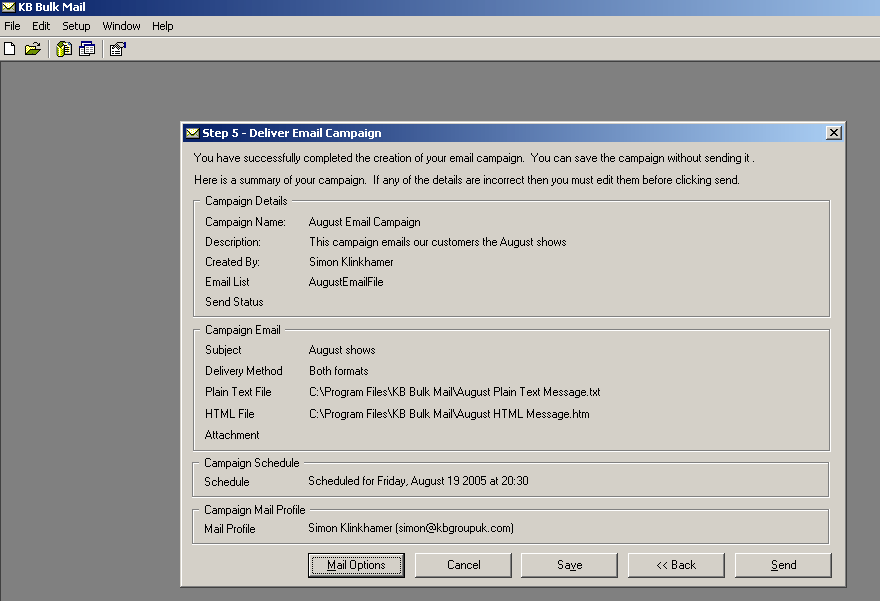 KB Bulk Mail
File Edit Setup Window Help
Step 5 - Deliver Email Campaign
You have successfully completed the creation of your email campaign. You can save the campaign without sending it .
Here is a summary of your campaign. If any of the details are incorrect then you must edit them before clicking send.
Campaign Details
Campaign Name: August Email Campaign
Description: This campaign emails our customers the August shows
Created By: Simon Klinkhamer
Email List AugustEmailFile
Send Status
Campaign Email
Subject August shows
Delivery Method Both formats
Plain Text File C:\Program Files\KB Bulk Mail\August Plain Text Message.txt
HTML File C:\Program Files\KB Bulk Mail\August HTML Message.htm
Attachment
Campaign Schedule
Schedule Scheduled for Friday, August 19 2005 at 20:30
Campaign Mail Profile
Mail Profile Simon Klinkhamer (simon@kbgroupuk.com)
Mail Options Cancel Save << Back Send